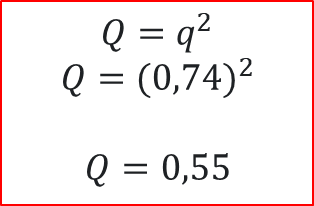 Q = q²
Q = (0,74)²
Q = 0,55